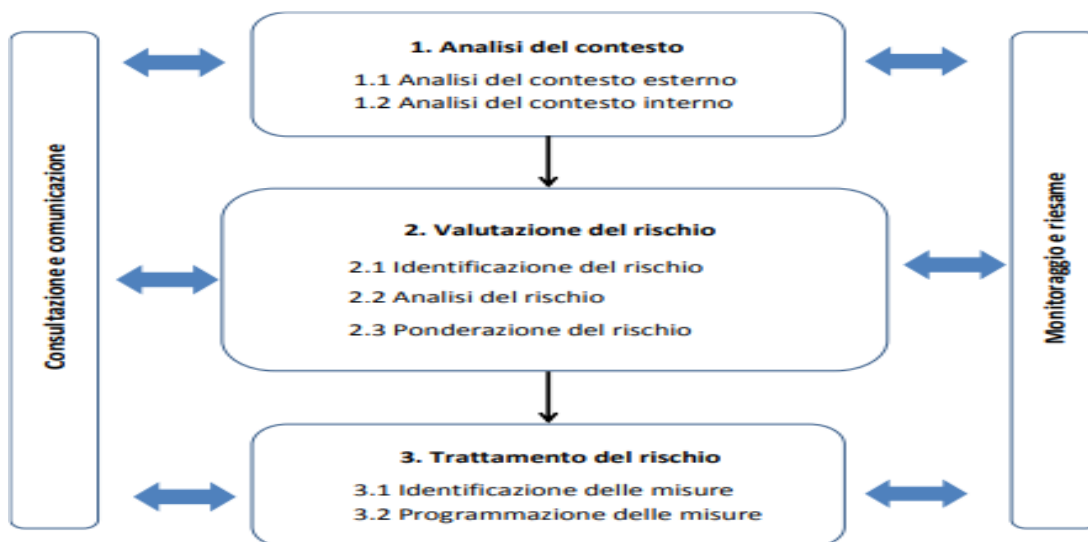 Consultazione e comunicazione
1. Analisi del contesto
1.1 Analisi del contesto esterno
1.2 Analisi del contesto interno
2. Valutazione del rischio
2.1 Identificazione del rischio
2.2 Analisi del rischio
2.3 Ponderazione del rischio
3. Trattamento del rischio
3.1 Identificazione delle misure
3.2 Programmazione delle misure
Monitoraggio e riesame